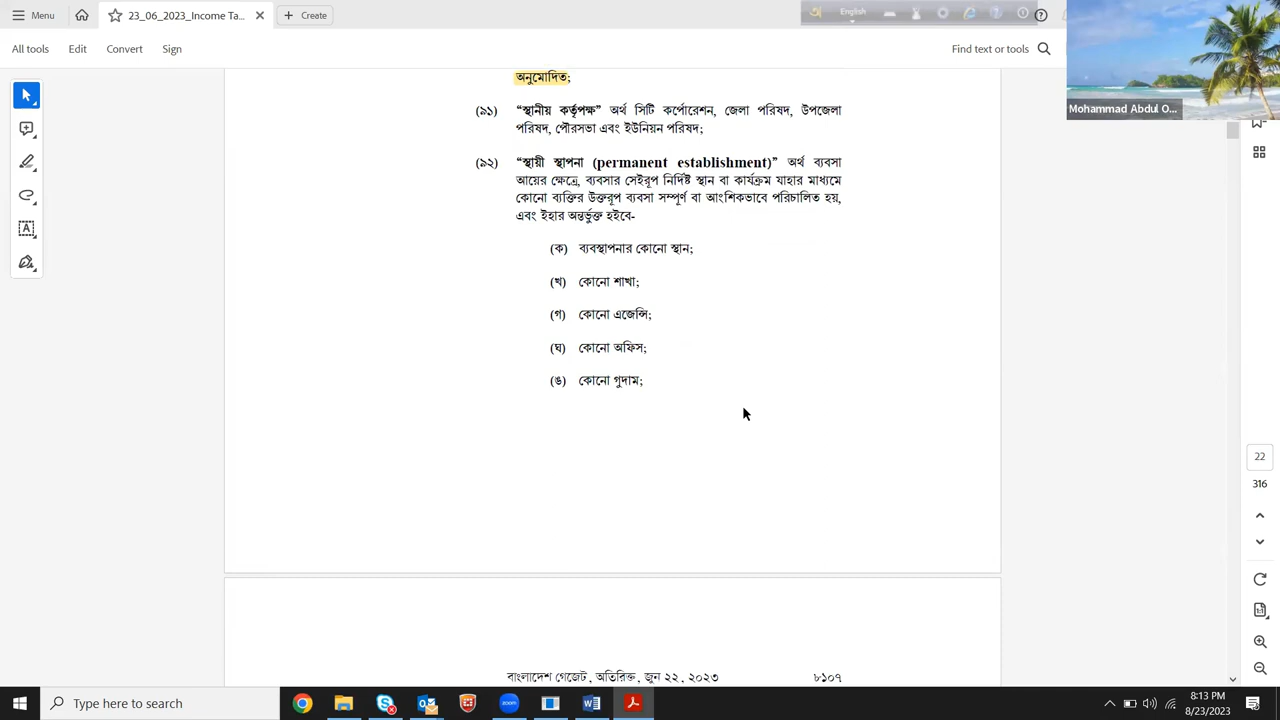 Menu
23_06_2023_Income Ta...
Create
English
All tools
Edit
Convert
Sign
Find text or tools
Mohammad Abdul O...
অনুমোদিত;
(৯১) “স্থানীয় কর্তৃপক্ষ” অর্থ সিটি কর্পোরেশন, জেলা পরিষদ, উপজেলা
পরিষদ, পৌরসভা এবং ইউনিয়ন পরিষদ;
(৯২) “স্থায়ী স্থাপনা (permanent establishment)” অর্থ ব্যবসা
আয়ের ক্ষেত্রে, ব্যবসার সেইরূপ নির্দিষ্ট স্থান বা কার্যক্রম যাহার মাধ্যমে
কোনো ব্যক্তির উক্তরূপ ব্যবসা সম্পূর্ণ বা আংশিকভাবে পরিচালিত হয়,
এবং ইহার অন্তর্ভুক্ত হইবে-
(ক) ব্যবস্থাপনার কোনো স্থান;
(খ) কোনো শাখা;
(গ) কোনো এজেন্সি;
(ঘ) কোনো অফিস;
(ঙ) কোনো গুদাম;
22
316
বাংলাদেশ গেজেট, অতিরিক্ত, জুন ২২, ২০২৩ ৮১০৭
Type here to search
zoom
8:13 PM
8/23/2023